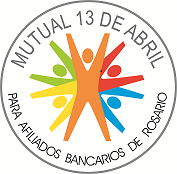 MUTUAL 13 DE ABRIL
PARA AFILIADOS BANCARIOS DE ROSARIO